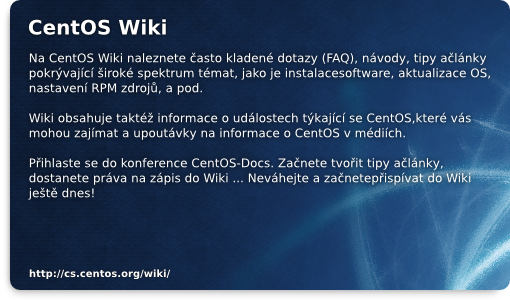 CentOS Wiki
Na CentOS Wiki naleznete často kladené dotazy (FAQ), návody, tipy ačlánky
pokrývající široké spektrum témat, jako je instalacesoftware, aktualizace OS,
nastavení RPM zdrojů, a pod.
Wiki obsahuje taktéž informace o událostech týkající se CentOS,které vás
mohou zajímat a upoutávky na informace o CentOS v médiích.
Přihlaste se do konference CentOS-Docs. Začnete tvořit tipy ačlánky,
dostanete práva na zápis do Wiki ... Neváhejte a začnetepřispívat do Wiki
ještě dnes!
http://cs.centos.org/wiki/